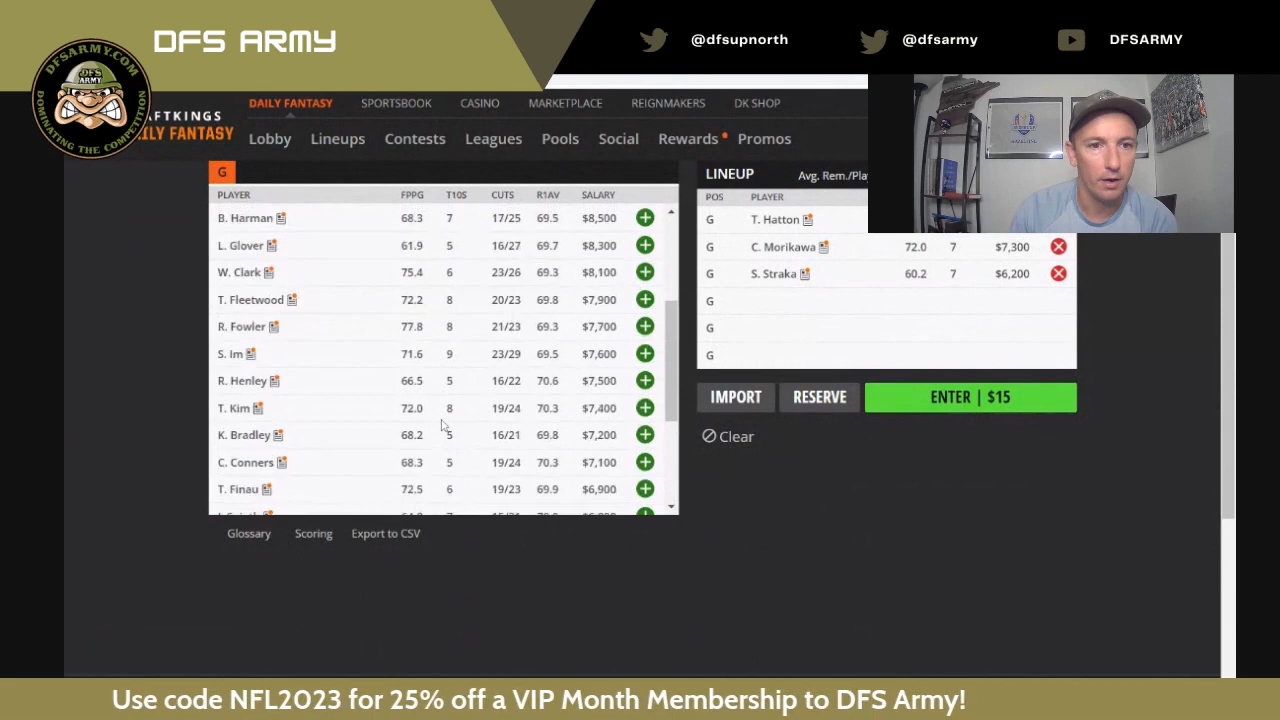 DFS ARMY
@dfsupnorth
@dfsarmy
DFSARMY
DFSARMY.COM
DFS ARMY
DOMINATING THE COMPETITION
DAILY FANTASY SPORTSBOOK CASINO MARKETPLACE REIGNMAKERS DK SHOP
AFTKINGS
ILY FANTASY
Lobby Lineups Contests Leagues Pools Social Rewards Promos
G
PLAYER FPPG T10S CUTS R1AV SALARY
B. Harman 68.3 7 17/25 69.5 $8,500
L. Glover 61.9 5 16/27 69.7 $8,300
W. Clark 75.4 6 23/26 69.3 $8,100
T. Fleetwood 72.2 8 20/23 69.8 $7,900
R. Fowler 77.8 8 21/23 69.3 $7,700
S. Im 71.6 9 23/29 69.5 $7,600
R. Henley 66.5 5 16/22 70.6 $7,500
T. Kim 72.0 8 19/24 70.3 $7,400
K. Bradley 68.2 5 16/21 69.8 $7,200
C. Conners 68.3 5 19/24 70.3 $7,100
T. Finau 72.5 6 19/23 69.9 $6,900
Glossary Scoring Export to CSV
LINEUP Avg. Rem./Pla
POS PLAYER
G T. Hatton
G C. Morikawa 72.0 7 $7,300
G S. Straka 60.2 7 $6,200
G
G
G
IMPORT RESERVE ENTER | $15
Clear
Use code NFL2023 for 25% off a VIP Month Membership to DFS Army!